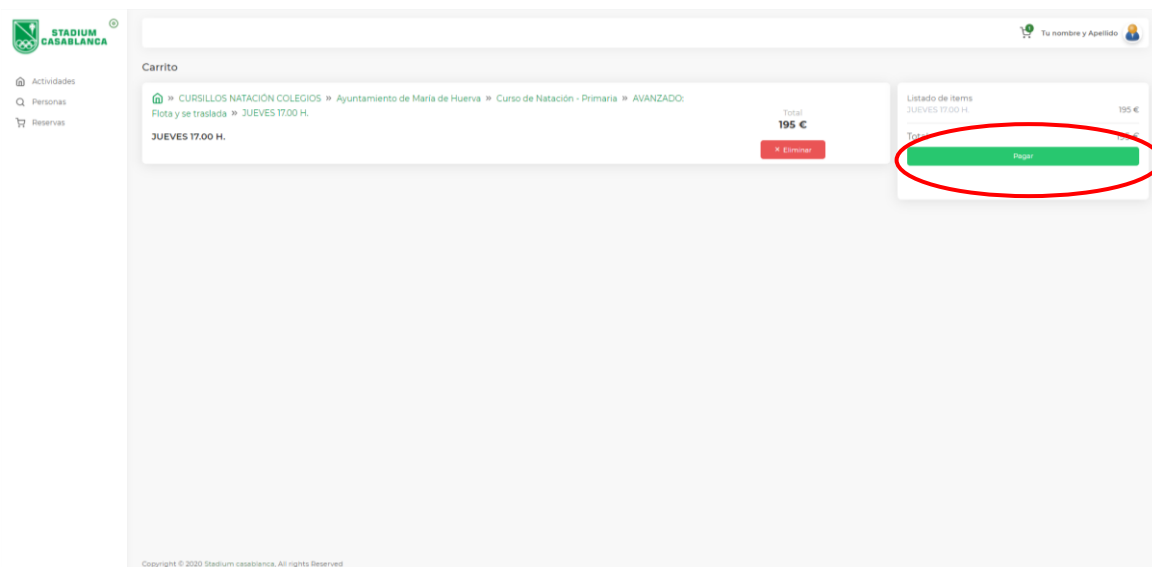 STADIUM
CASABLANCA
Tu nombre y Apellido
Actividades
Personas
Reservas
Carrito
» CURSILLOS NATACIÓN COLEGIOS » Ayuntamiento de María de Huerva » Curso de Natación - Primaria » AVANZADO:
Flota y se traslada » JUEVES 17.00 H.
JUEVES 17.00 H.
Total
195 €
× Eliminar
Listado de items
JUEVES 17.00 H. 195 €
Total 195 €
Pagar
Copyright © 2020 Stadium casablanca, All rights Reserved